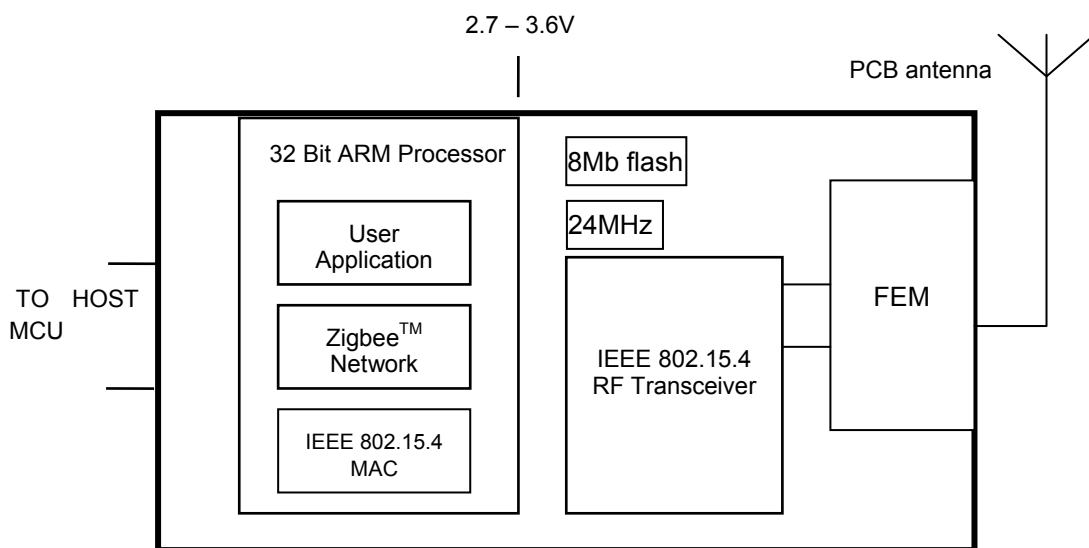 2.7 – 3.6V
PCB antenna
32 Bit ARM Processor
8Mb flash
24MHz
User
Application
FEM
TO HOST
MCU
Zigbee™
Network
IEEE 802.15.4
RF Transceiver
IEEE 802.15.4
MAC